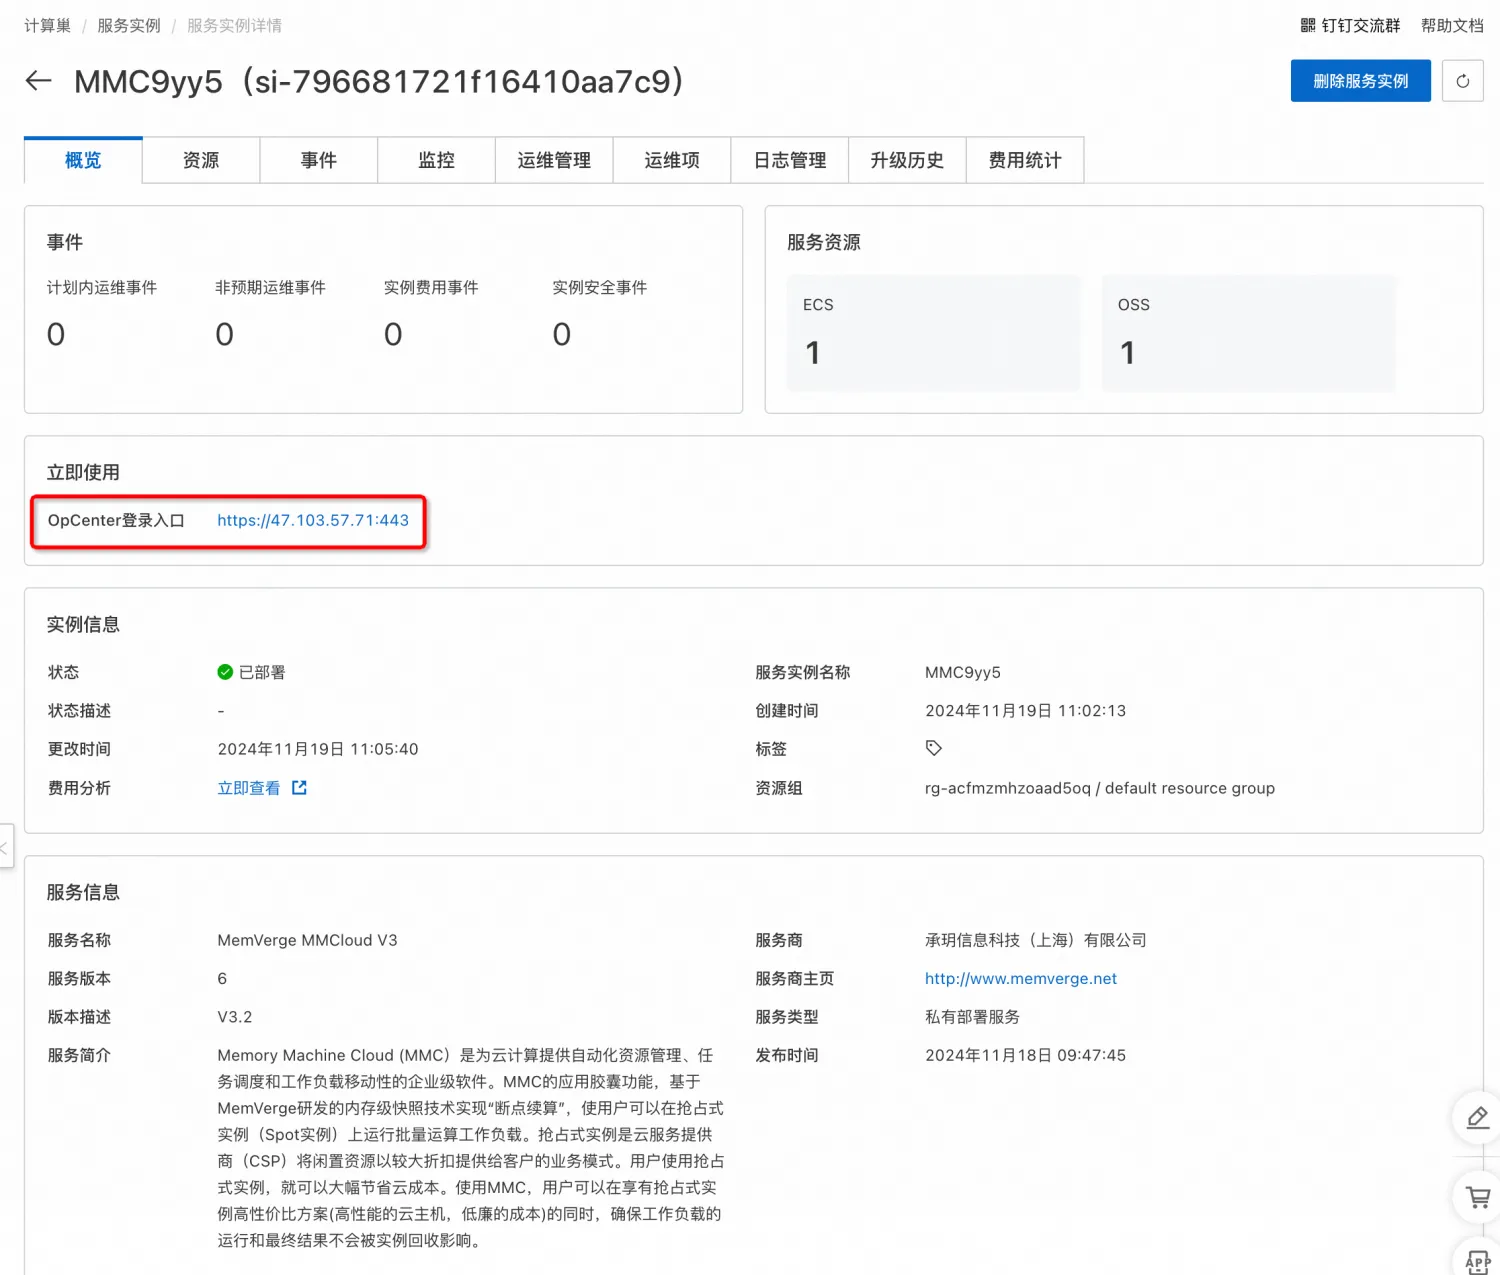 计算巢 / 服务实例 / 服务实例详情
钉钉交流群 帮助文档
MMC9yy5（si-796681721f16410aa7c9）
删除服务实例
概览 资源 事件 监控 运维管理 运维项 日志管理 升级历史 费用统计
事件
计划内运维事件 非预期运维事件 实例费用事件 实例安全事件
0 0 0 0
服务资源
ECS OSS
1 1
立即使用
OpCenter登录入口 https://47.103.57.71:443
实例信息
状态 已部署 服务实例名称 MMC9yy5
状态描述 - 创建时间 2024年11月19日 11:02:13
更改时间 2024年11月19日 11:05:40 标签
费用分析 立即查看 资源组 rg-acfmzmhzoaad5oq / default resource group
服务信息
服务名称 MemVerge MMCloud V3 服务商 承玥信息科技（上海）有限公司
服务版本 6 服务商主页 http://www.memverge.net
版本描述 V3.2 服务类型 私有部署服务
服务简介 Memory Machine Cloud (MMC）是为云计算提供自动化资源管理、任 发布时间 2024年11月18日 09:47:45
务调度和工作负载移动性的企业级软件。MMC的应用胶囊功能，基于
MemVerge研发的内存级快照技术实现“断点续算”，使用户可以在抢占式
实例（Spot实例）上运行批量运算工作负载。抢占式实例是云服务提供
商（CSP）将闲置资源以较大折扣提供给客户的业务模式。用户使用抢占
式实例，就可以大幅节省云成本。使用MMC，用户可以在享有抢占式实
例高性价比方案(高性能的云主机，低廉的成本)的同时，确保工作负载的
运行和最终结果不会被实例回收影响。
APP